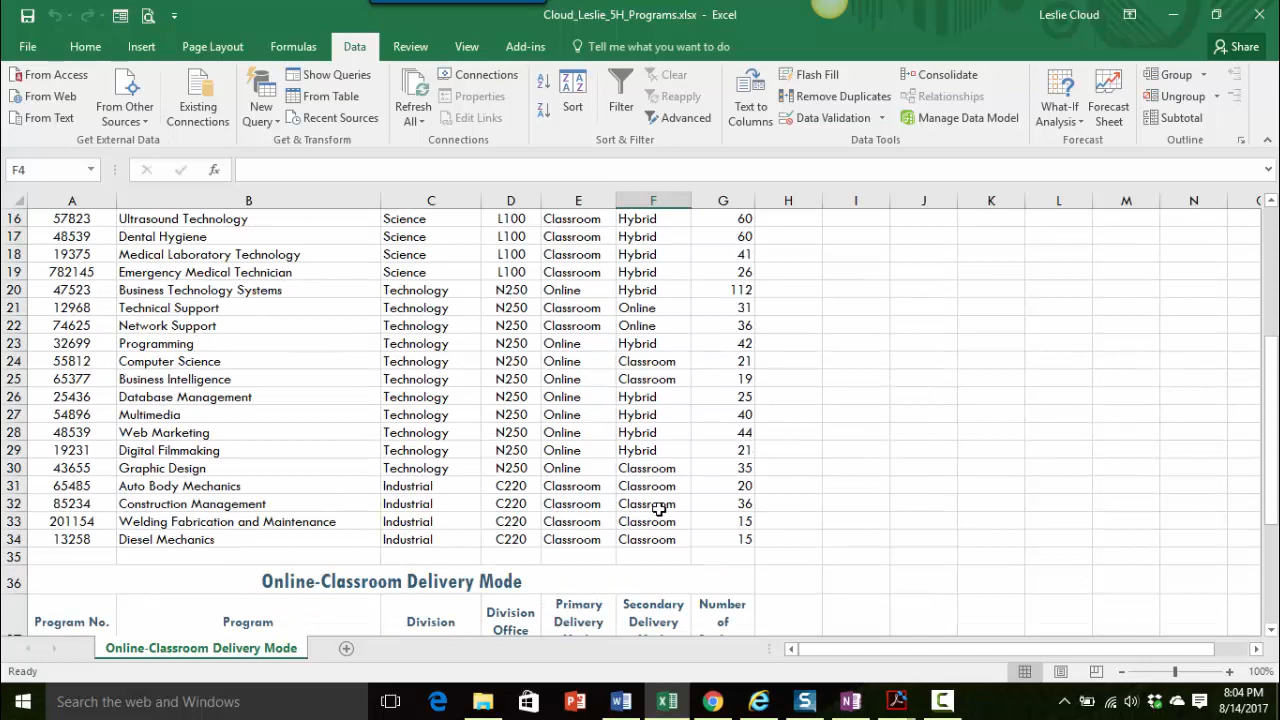 Cloud_Leslie_5H_Programs.xlsx - Excel
Leslie Cloud
File Home Insert Page Layout Formulas Data Review View Add-ins Tell me what you want to do Share
From Access
From Web
From Text
From Other Sources
Existing Connections
Get External Data
New Query
Show Queries
From Table
Recent Sources
Get & Transform
Refresh All
Connections
Properties
Edit Links
Connections
Sort
Filter
Clear
Reapply
Advanced
Sort & Filter
Text to Columns
Flash Fill
Remove Duplicates
Data Validation
Consolidate
Relationships
Manage Data Model
Data Tools
What-If Analysis
Forecast Sheet
Forecast
Group
Ungroup
Subtotal
Outline
F4 fx
A B C D E F G H I J K L M N
16 57823 Ultrasound Technology Science L100 Classroom Hybrid 60
17 48539 Dental Hygiene Science L100 Classroom Hybrid 60
18 19375 Medical Laboratory Technology Science L100 Classroom Hybrid 41
19 782145 Emergency Medical Technician Science L100 Classroom Hybrid 26
20 47523 Business Technology Systems Technology N250 Online Hybrid 112
21 12968 Technical Support Technology N250 Classroom Online 31
22 74625 Network Support Technology N250 Classroom Online 36
23 32699 Programming Technology N250 Online Hybrid 42
24 55812 Computer Science Technology N250 Online Classroom 21
25 65377 Business Intelligence Technology N250 Online Classroom 19
26 25436 Database Management Technology N250 Online Hybrid 25
27 54896 Multimedia Technology N250 Online Hybrid 40
28 48539 Web Marketing Technology N250 Online Hybrid 44
29 19231 Digital Filmmaking Technology N250 Online Hybrid 21
30 43655 Graphic Design Technology N250 Online Classroom 35
31 65485 Auto Body Mechanics Industrial C220 Classroom Classroom 20
32 85234 Construction Management Industrial C220 Classroom Classroom 36
33 201154 Welding Fabrication and Maintenance Industrial C220 Classroom Classroom 15
34 13258 Diesel Mechanics Industrial C220 Classroom Classroom 15
35
36 Online-Classroom Delivery Mode
Program No. Program Division Division Office Primary Delivery Secondary Delivery Number of
Online-Classroom Delivery Mode
Ready 100%
Search the web and Windows
8:04 PM
8/14/2017